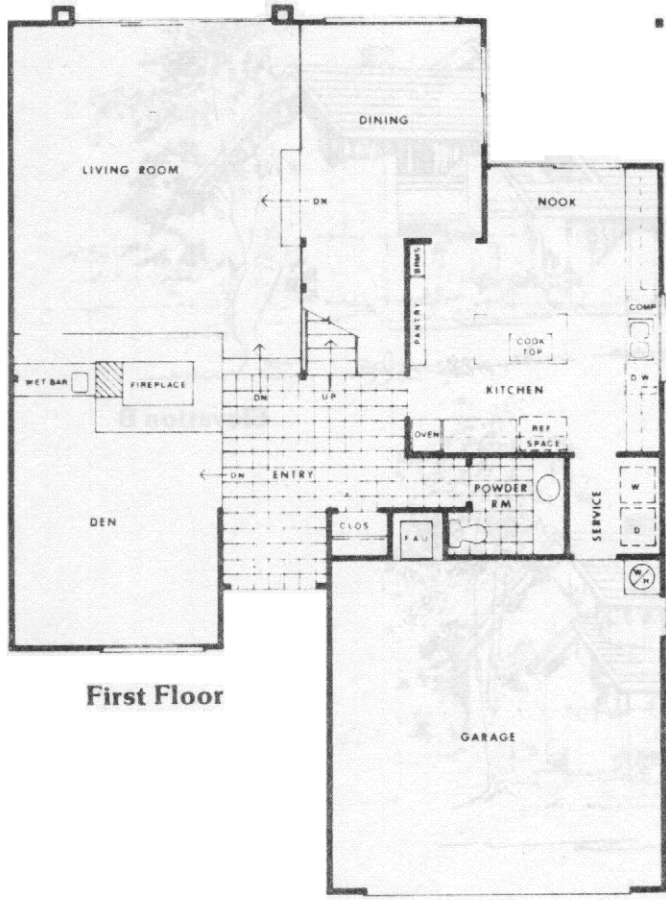 DINING
LIVING ROOM
DN
NOOK
BRMS
PANTRY
COMP
COOK
TOP
WET BAR
FIREPLACE
DN
UP
KITCHEN
D W
OVEN
REF
SPACE
DN
ENTRY
POWDER
RM
SERVICE
W
D
DEN
CLOS
FAU
W/H
First Floor
GARAGE